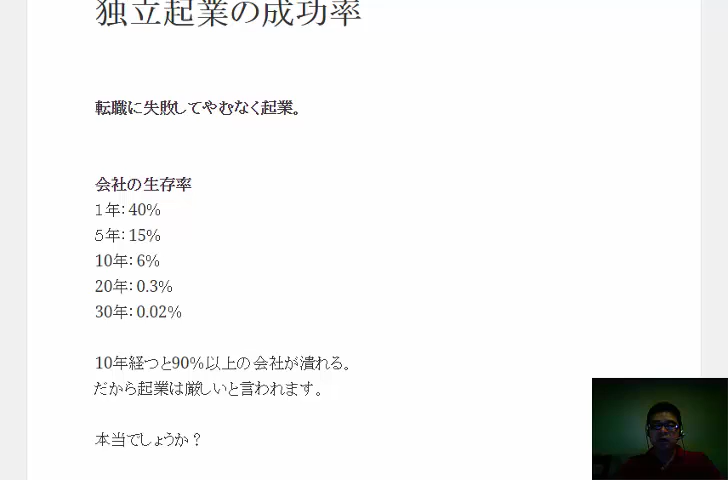 独立起業の成功率
転職に失敗してやむなく起業。
会社の生存率
1年：40%
5年：15%
10年：6%
20年：0.3%
30年：0.02%
10年経つと90%以上の会社が潰れる。
だから起業は厳しいと言われます。
本当でしょうか？